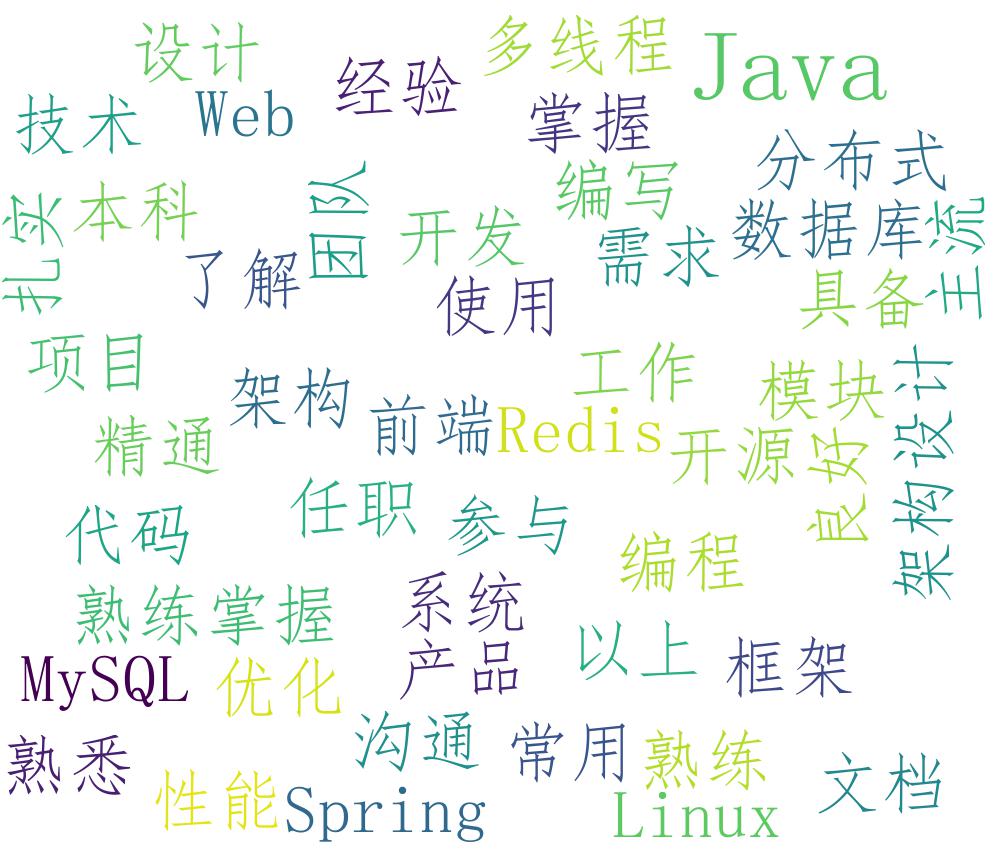 设计
经验
多线程
Java
技术
Web
掌握
分布式
扎实
本科
团队
编写
数据库
主流
了解
开发
需求
使用
具备
项目
架构
工作
模块
架构设计
精通
前端
Redis
开源
良好
代码
任职
参与
编程
熟练掌握
系统
以上
框架
MySQL
优化
产品
熟悉
沟通
常用
熟练
文档
性能
Spring
Linux